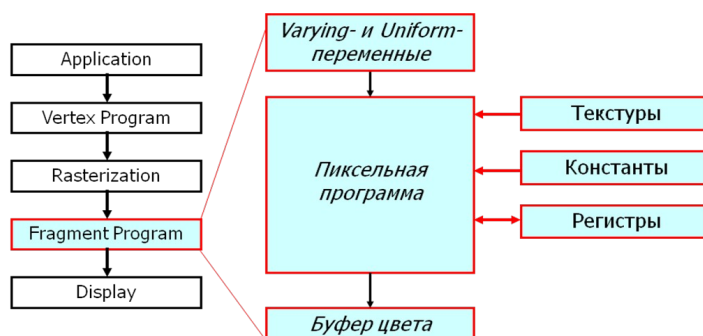 Application
Vertex Program
Rasterization
Fragment Program
Display
Varying- и Uniform-
переменные
Пиксельная
программа
Буфер цвета
Текстуры
Константы
Регистры